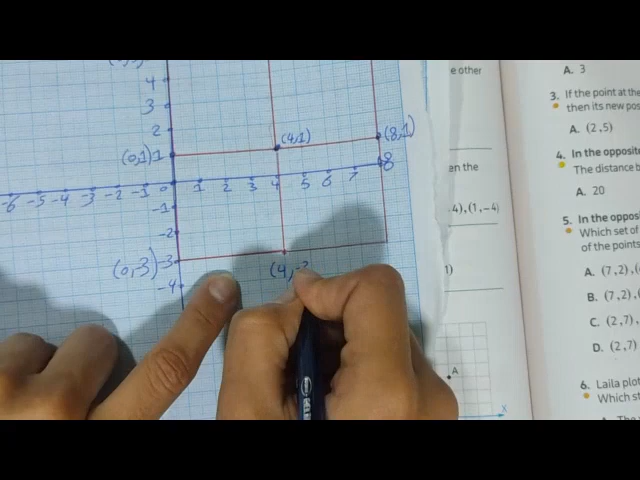 4
3
2
(0,1) 1
(4,1)
(8,1)
-6 -5 -4 -3 -2 -1 0 1 2 3 4 5 6 7 8
-1
-2
(0,-3) -3
(4,-3
-4
e other
en the
-4),(1,-4)
1)
A
X
A. 3
3. If the point at the
then its new pos
A. (2,5)
4. In the opposit
The distance b
A. 20
5. In the oppos
Which set of
of the points
A. (7,2),(
B. (7,2),
C. (2,7),
D. (2,7)
6. Laila plot
Which st
A. The